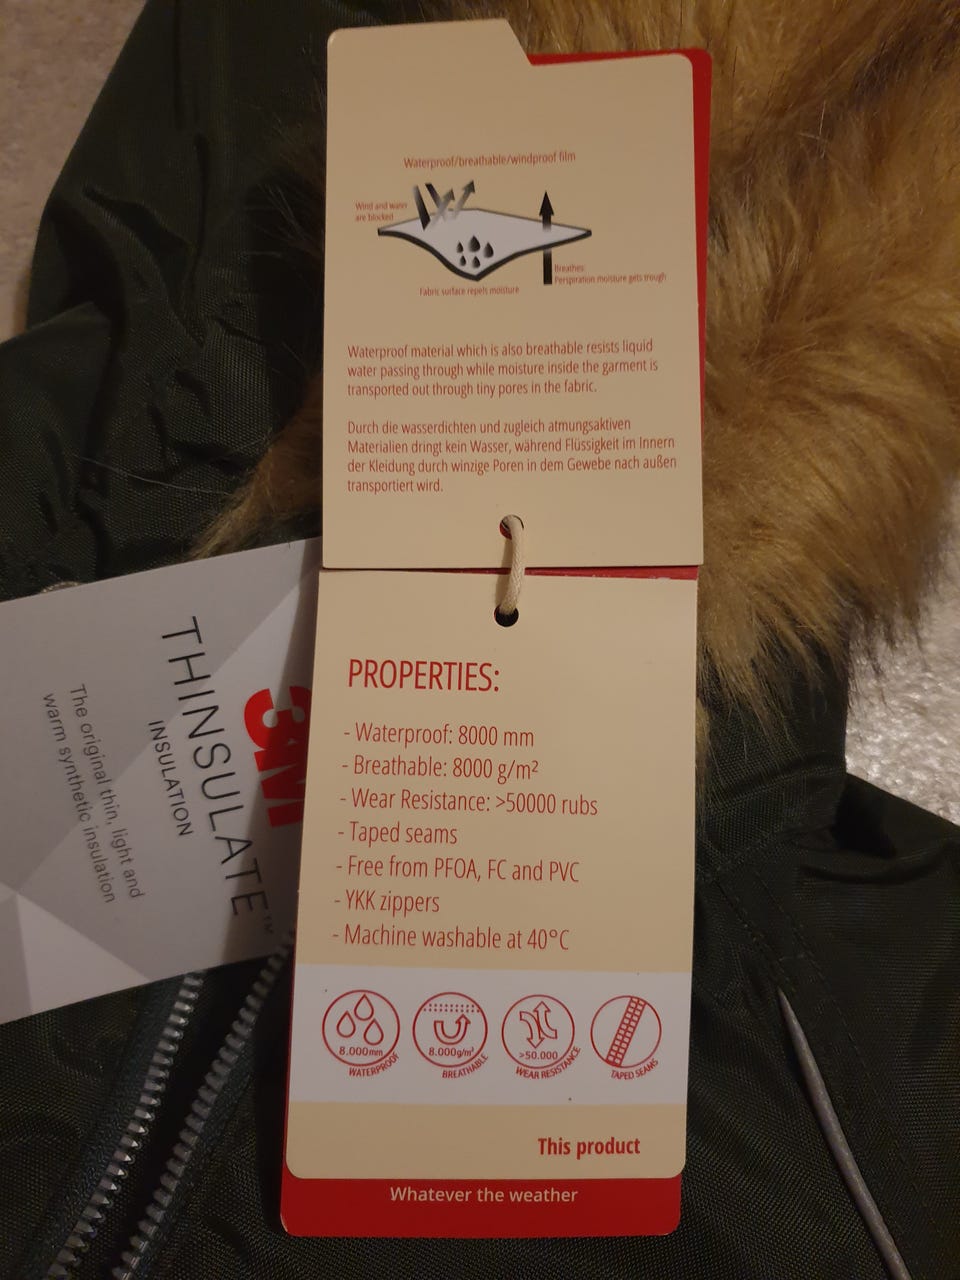 Waterproof/breathable/windproof film
Wind and water
are blocked
Breathes:
Perspiration moisture gets trough
Fabric surface repels moisture
Waterproof material which is also breathable resists liquid
water passing through while moisture inside the garment is
transported out through tiny pores in the fabric.
Durch die wasserdichten und zugleich atmungsaktiven
Materialien dringt kein Wasser, während Flüssigkeit im Innern
der Kleidung durch winzige Poren in dem Gewebe nach außen
transportiert wird.
PROPERTIES:
- Waterproof: 8000 mm
- Breathable: 8000 g/m²
- Wear Resistance: >50000 rubs
- Taped seams
- Free from PFOA, FC and PVC
- YKK zippers
- Machine washable at 40°C
8.000mm
WATERPROOF
8.000g/m²
BREATHABLE
>50.000
WEAR RESISTANCE
TAPED SEAMS
This product
Whatever the weather
3M
THINSULATE™
INSULATION
The original thin, light and
warm synthetic insulation